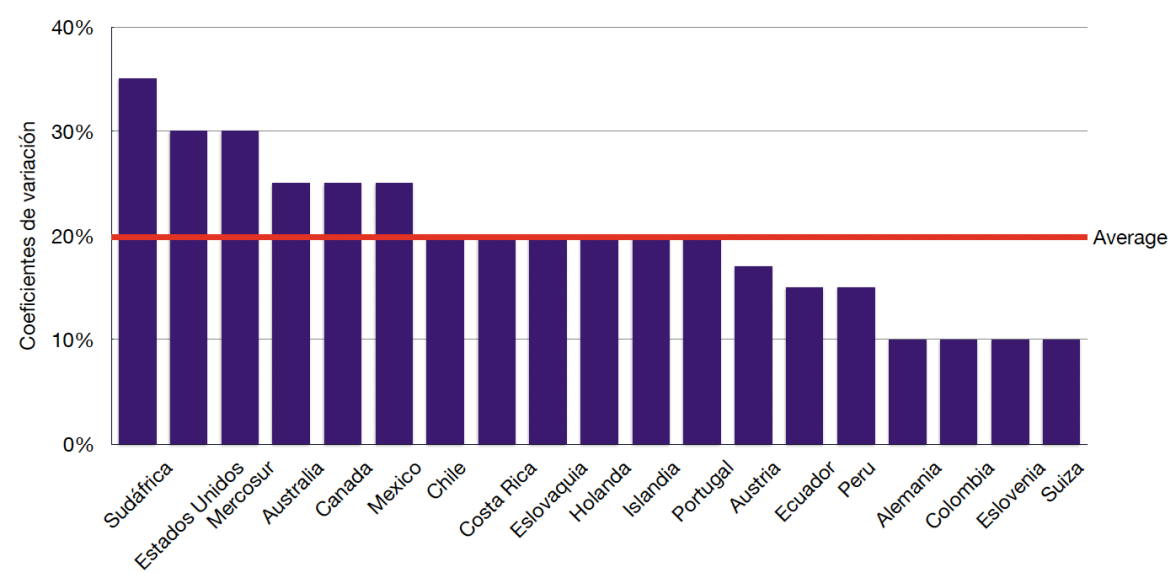 40%
30%
20%
10%
0%
Coeficientes de variación
Average
Sudáfrica
Estados Unidos
Mercosur
Australia
Canada
Mexico
Chile
Costa Rica
Eslovaquia
Holanda
Islandia
Portugal
Austria
Ecuador
Peru
Alemania
Colombia
Eslovenia
Suiza